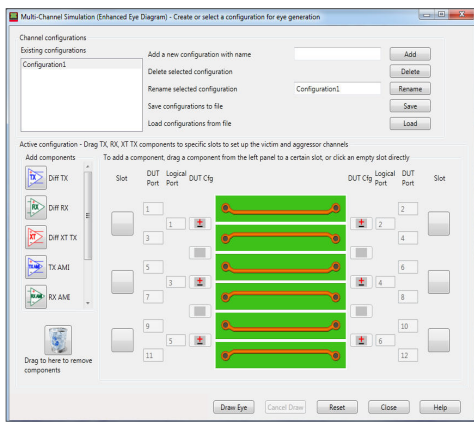 Multi-Channel Simulation (Enhanced Eye Diagram) - Create or select a configuration for eye generation
Channel configurations
Existing configurations
Configuration1
Add a new configuration with name
Add
Delete selected configuration
Delete
Rename selected configuration
Configuration1
Rename
Save configurations to file
Save
Load configurations from file
Load
Active configuration - Drag TX, RX, XT TX components to specific slots to set up the victim and aggressor channels
Add components
To add a component, drag a component from the left panel to a certain slot, or click an empty slot directly
TX Diff TX
RX Diff RX
XT Diff XT TX
TX AMI TX AMI
RX AMI RX AMI
Drag to here to remove
components
Slot
DUT
Port
Logical
Port
DUT Cfg
DUT Cfg
Logical
Port
DUT
Port
Slot
1
2
1
2
3
4
5
6
3
4
7
8
9
10
5
6
11
12
Draw Eye
Cancel Draw
Reset
Close
Help